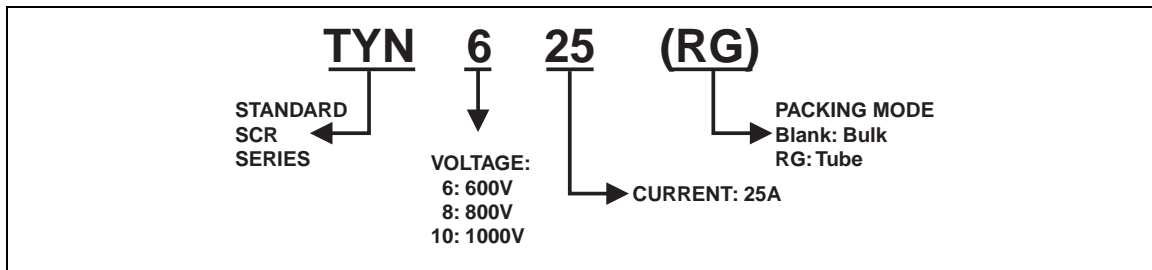 TYN 6 25 (RG)
STANDARD
SCR
SERIES
VOLTAGE:
6: 600V
8: 800V
10: 1000V
CURRENT: 25A
PACKING MODE
Blank: Bulk
RG: Tube